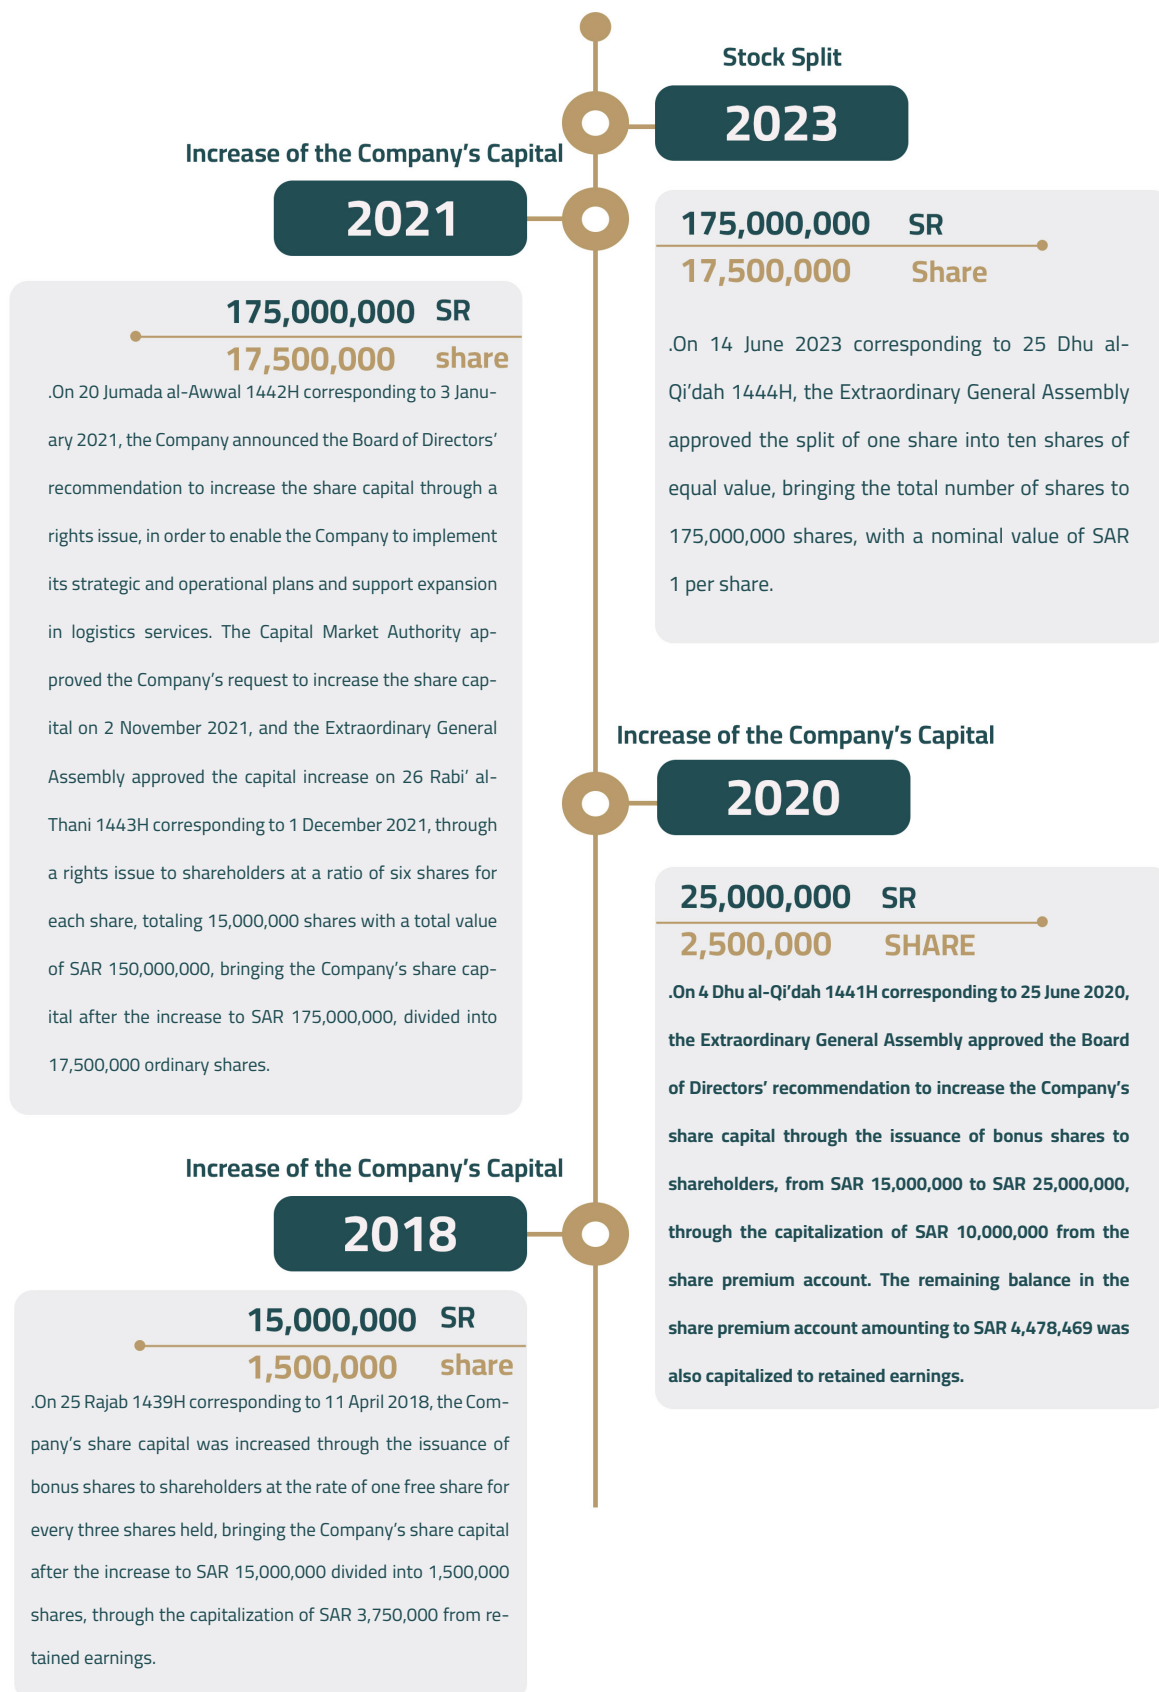 Stock Split
2023
175,000,000 SR
17,500,000 Share
.On 14 June 2023 corresponding to 25 Dhu al-
Qi’dah 1444H, the Extraordinary General Assembly
approved the split of one share into ten shares of
equal value, bringing the total number of shares to
175,000,000 shares, with a nominal value of SAR
1 per share.
Increase of the Company’s Capital
2021
175,000,000 SR
17,500,000 share
.On 20 Jumada al-Awwal 1442H corresponding to 3 Janu-
ary 2021, the Company announced the Board of Directors’
recommendation to increase the share capital through a
rights issue, in order to enable the Company to implement
its strategic and operational plans and support expansion
in logistics services. The Capital Market Authority ap-
proved the Company’s request to increase the share cap-
ital on 2 November 2021, and the Extraordinary General
Assembly approved the capital increase on 26 Rabi’ al-
Thani 1443H corresponding to 1 December 2021, through
a rights issue to shareholders at a ratio of six shares for
each share, totaling 15,000,000 shares with a total value
of SAR 150,000,000, bringing the Company’s share cap-
ital after the increase to SAR 175,000,000, divided into
17,500,000 ordinary shares.
Increase of the Company’s Capital
2020
25,000,000 SR
2,500,000 SHARE
.On 4 Dhu al-Qi’dah 1441H corresponding to 25 June 2020,
the Extraordinary General Assembly approved the Board
of Directors’ recommendation to increase the Company’s
share capital through the issuance of bonus shares to
shareholders, from SAR 15,000,000 to SAR 25,000,000,
through the capitalization of SAR 10,000,000 from the
share premium account. The remaining balance in the
share premium account amounting to SAR 4,478,469 was
also capitalized to retained earnings.
Increase of the Company’s Capital
2018
15,000,000 SR
1,500,000 share
.On 25 Rajab 1439H corresponding to 11 April 2018, the Com-
pany’s share capital was increased through the issuance of
bonus shares to shareholders at the rate of one free share for
every three shares held, bringing the Company’s share capital
after the increase to SAR 15,000,000 divided into 1,500,000
shares, through the capitalization of SAR 3,750,000 from re-
tained earnings.